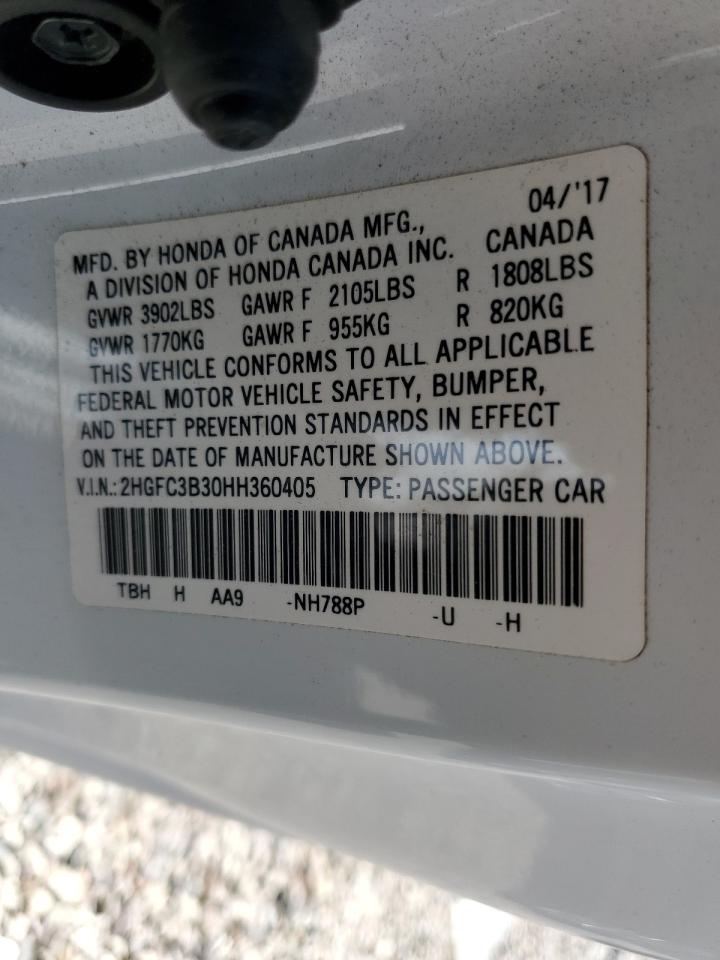 04/'17
MFD. BY HONDA OF CANADA MFG.,
A DIVISION OF HONDA CANADA INC. CANADA
GVWR 3902LBS GAWR F 2105LBS R 1808LBS
GVWR 1770KG GAWR F 955KG R 820KG
THIS VEHICLE CONFORMS TO ALL APPLICABLE
FEDERAL MOTOR VEHICLE SAFETY, BUMPER,
AND THEFT PREVENTION STANDARDS IN EFFECT
ON THE DATE OF MANUFACTURE SHOWN ABOVE.
V.I.N.: 2HGFC3B30HH360405 TYPE: PASSENGER CAR
TBH H AA9 -NH788P -U -H